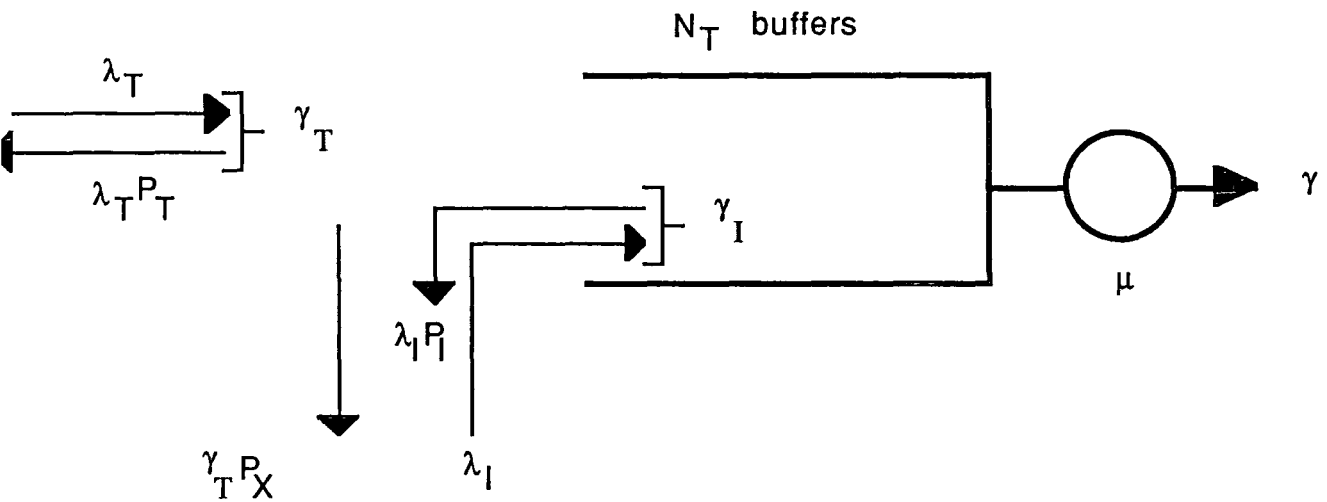 N_T buffers
λ_T
γ_T
λ_T P_T
γ_I
γ
μ
λ_I P_I
γ_T P_X
λ_I